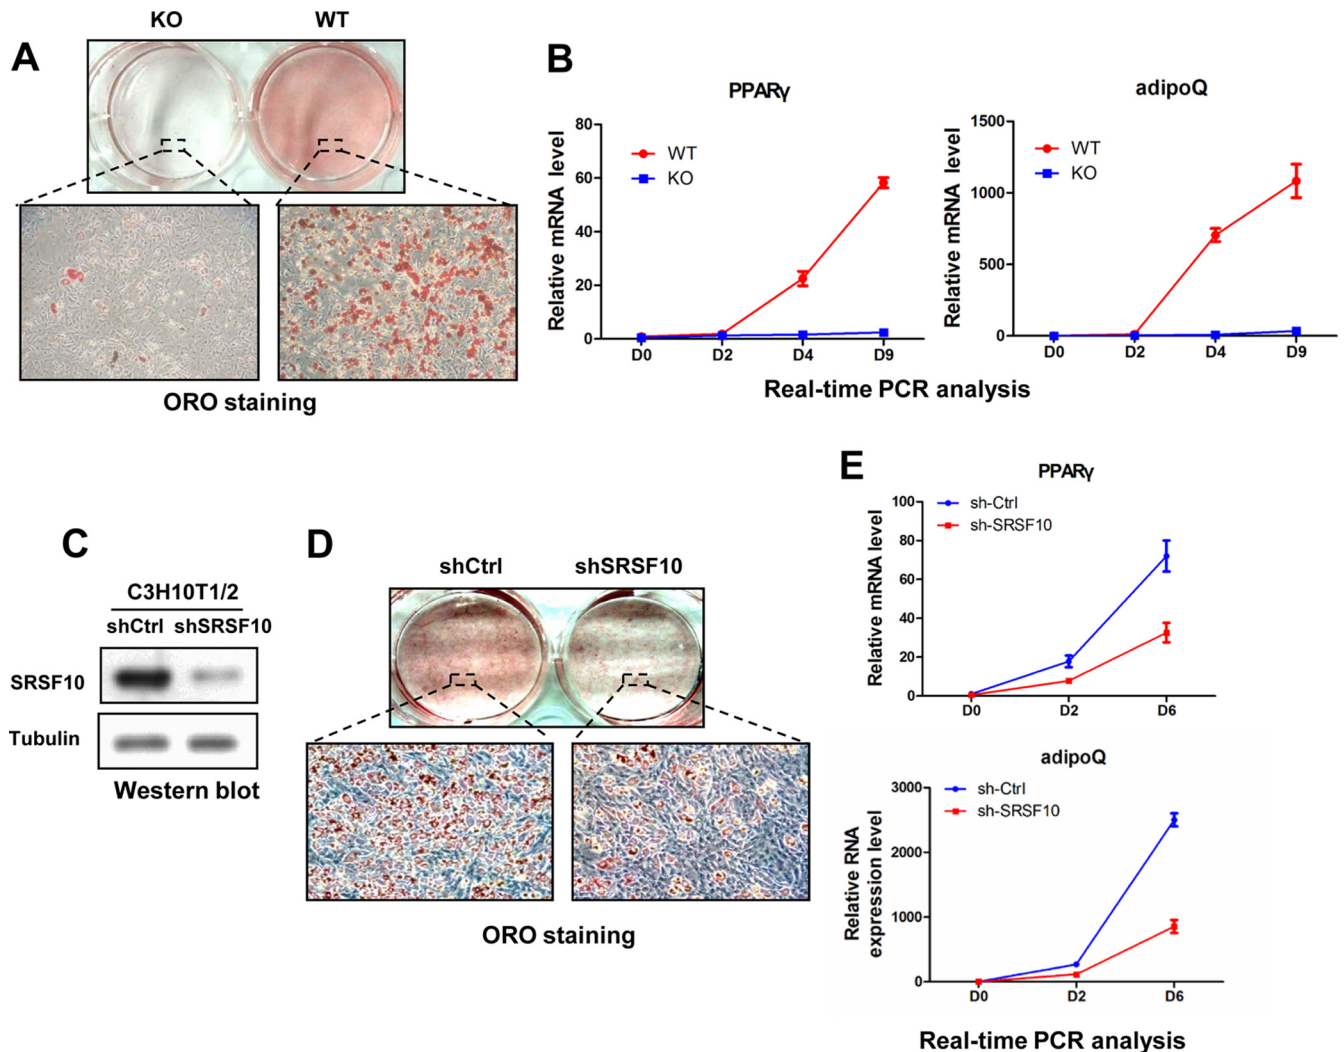 A
KO WT
ORO staining
B
PPARγ
Relative mRNA level
80
60
40
20
0
WT
KO
D0 D2 D4 D9
adipoQ
Relative mRNA level
1500
1000
500
0
WT
KO
D0 D2 D4 D9
Real-time PCR analysis
C
C3H10T1/2
shCtrl shSRSF10
SRSF10
Tubulin
Western blot
D
shCtrl shSRSF10
ORO staining
E
PPARγ
Relative mRNA level
100
80
60
40
20
0
sh-Ctrl
sh-SRSF10
D0 D2 D6
adipoQ
Relative RNA
expression level
3000
2000
1000
0
sh-Ctrl
sh-SRSF10
D0 D2 D6
Real-time PCR analysis